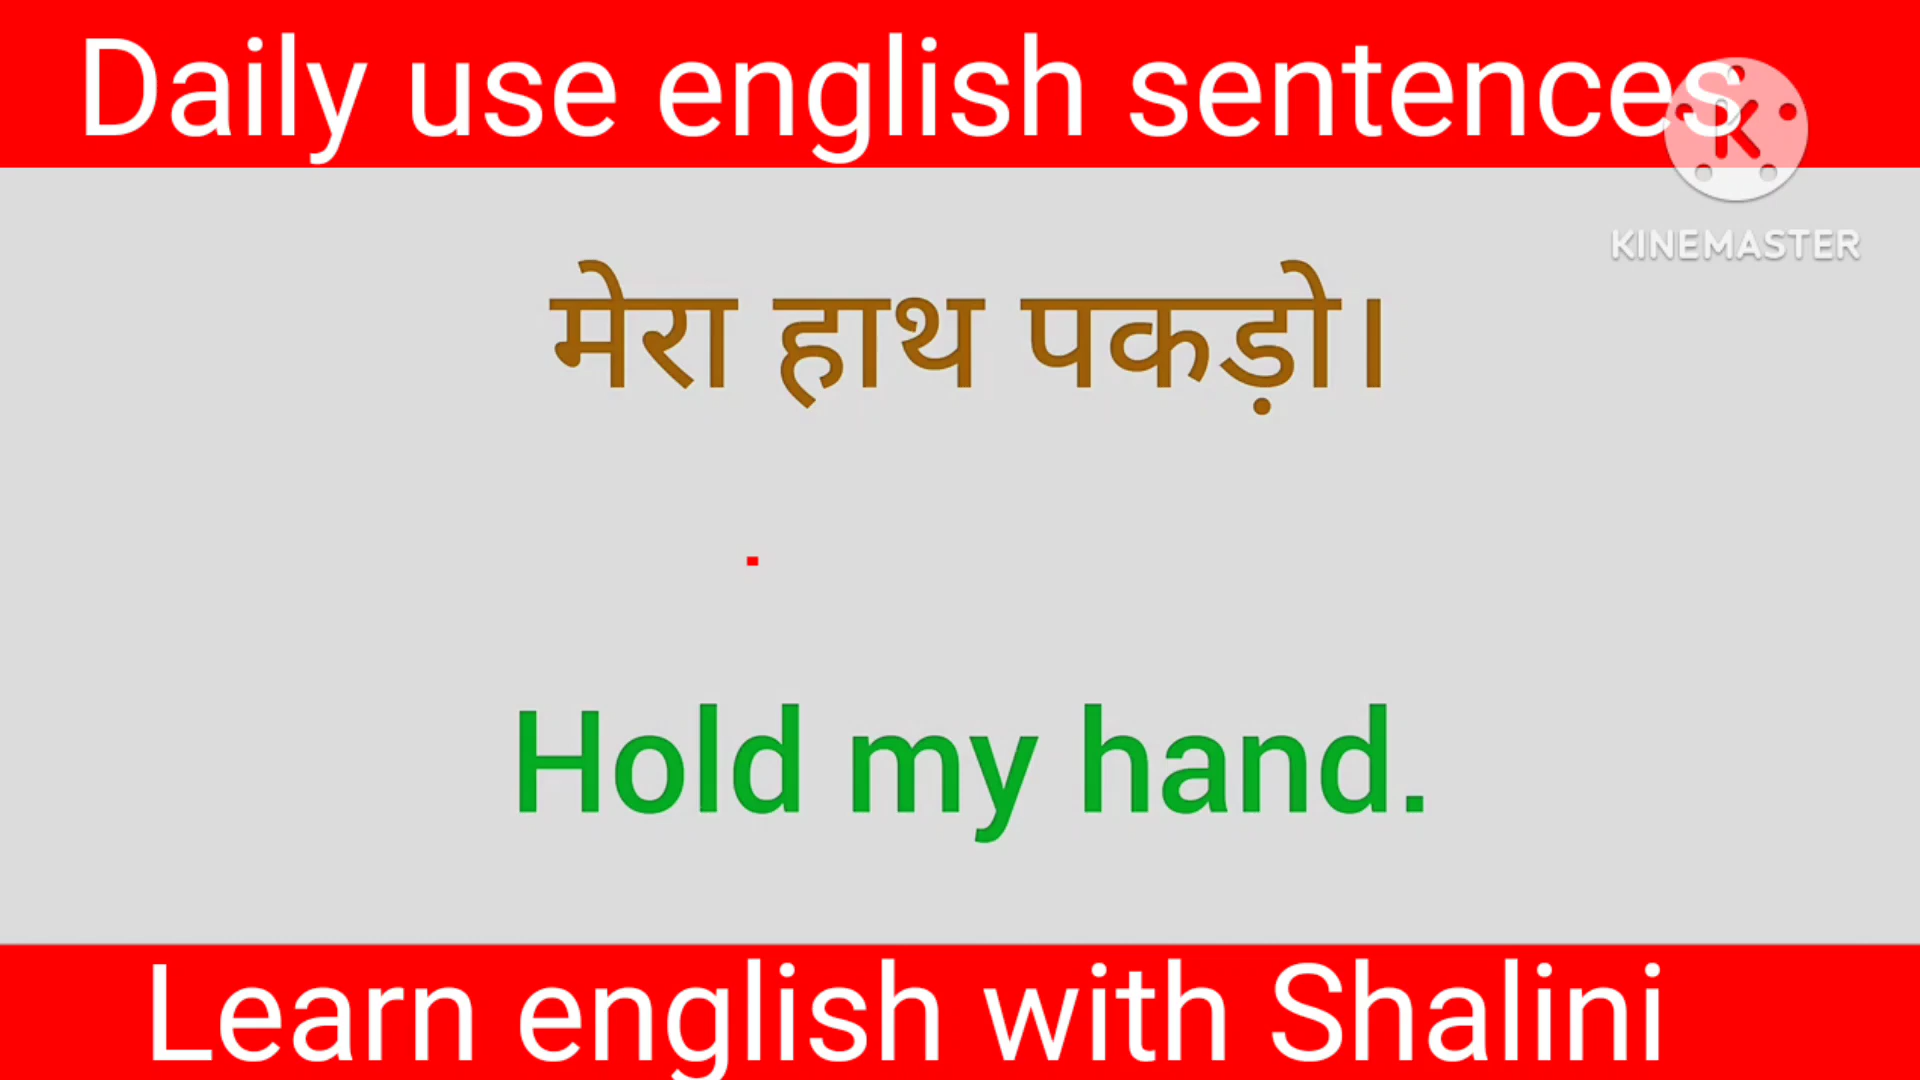 Daily use english sentences
K
KINEMASTER
मेरा हाथ पकड़ो।
Hold my hand.
Learn english with Shalini